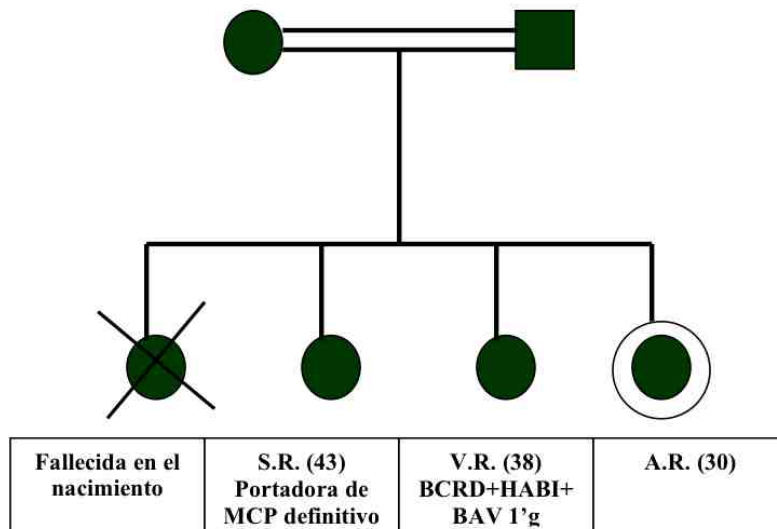 Fallecida en el
nacimiento
S.R. (43)
Portadora de
MCP definitivo
V.R. (38)
BCRD+HABI+
BAV 1’g
A.R. (30)